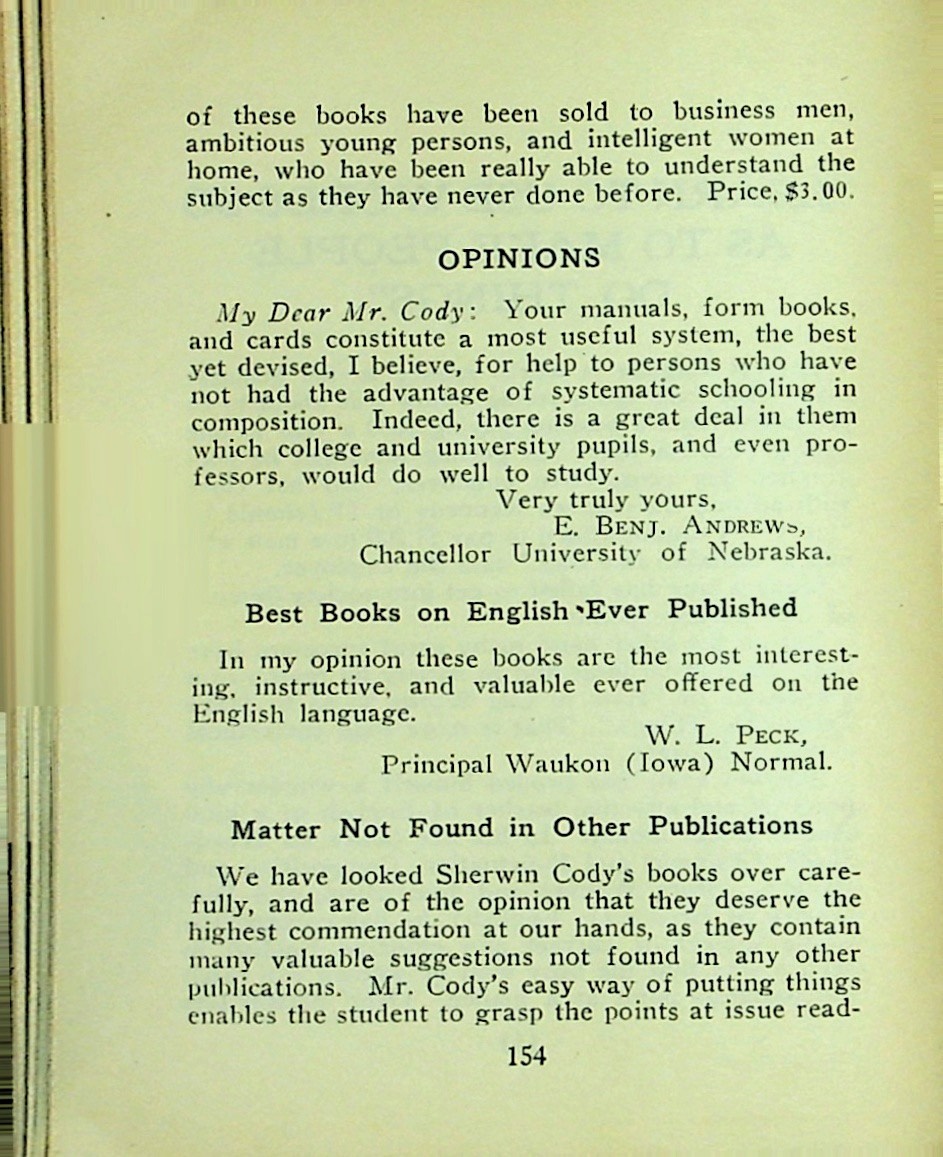 of these books have been sold to business men,
ambitious young persons, and intelligent women at
home, who have been really able to understand the
subject as they have never done before. Price, $3.00.
OPINIONS
My Dear Mr. Cody: Your manuals, form books,
and cards constitute a most useful system, the best
yet devised, I believe, for help to persons who have
not had the advantage of systematic schooling in
composition. Indeed, there is a great deal in them
which college and university pupils, and even pro-
fessors, would do well to study.
Very truly yours,
E. BENJ. ANDREWS,
Chancellor University of Nebraska.
Best Books on English Ever Published
In my opinion these books are the most interest-
ing, instructive, and valuable ever offered on the
English language.
W. L. PECK,
Principal Waukon (Iowa) Normal.
Matter Not Found in Other Publications
We have looked Sherwin Cody's books over care-
fully, and are of the opinion that they deserve the
highest commendation at our hands, as they contain
many valuable suggestions not found in any other
publications. Mr. Cody's easy way of putting things
enables the student to grasp the points at issue read-
154